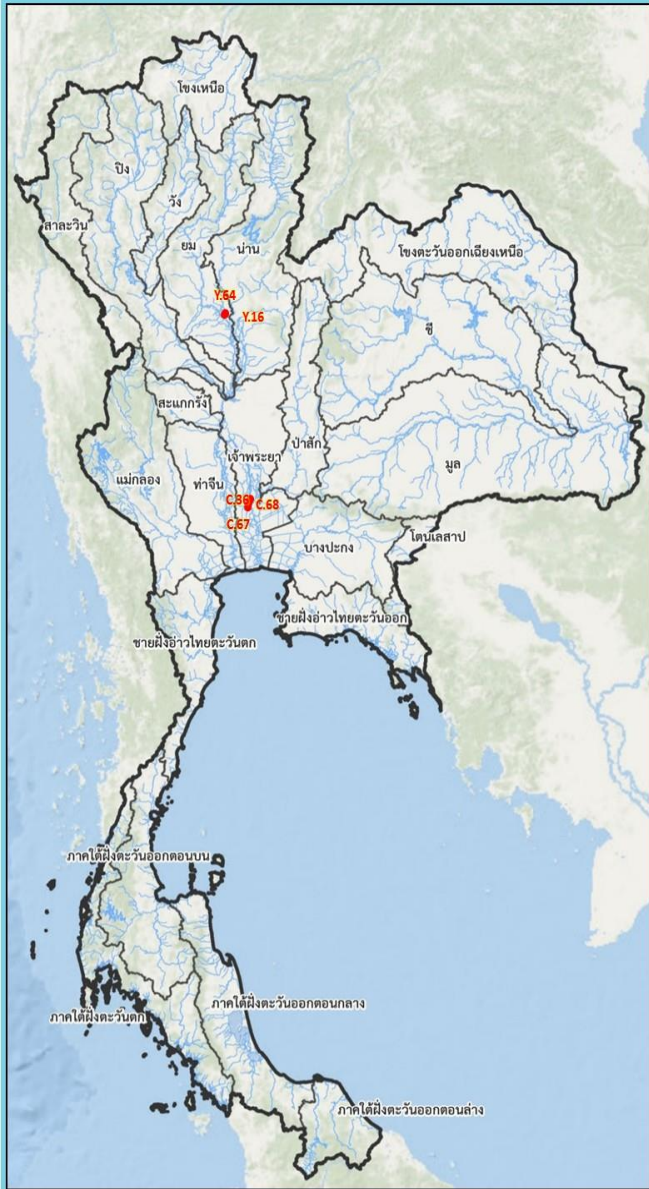 โขงเหนือ
ปิง
วัง
สาละวิน
ยม
น่าน
โขงตะวันออกเฉียงเหนือ
Y.64
Y.16
ชี
สะแกกรัง
ป่าสัก
เจ้าพระยา
มูล
แม่กลอง
ท่าจีน
C.36
C.68
C.67
บางปะกง
โตนเลสาป
ชายฝั่งอ่าวไทยตะวันออก
ชายฝั่งอ่าวไทยตะวันตก
ภาคใต้ฝั่งตะวันออกตอนบน
ภาคใต้ฝั่งตะวันออกตอนกลาง
ภาคใต้ฝั่งตะวันตก
ภาคใต้ฝั่งตะวันออกตอนล่าง